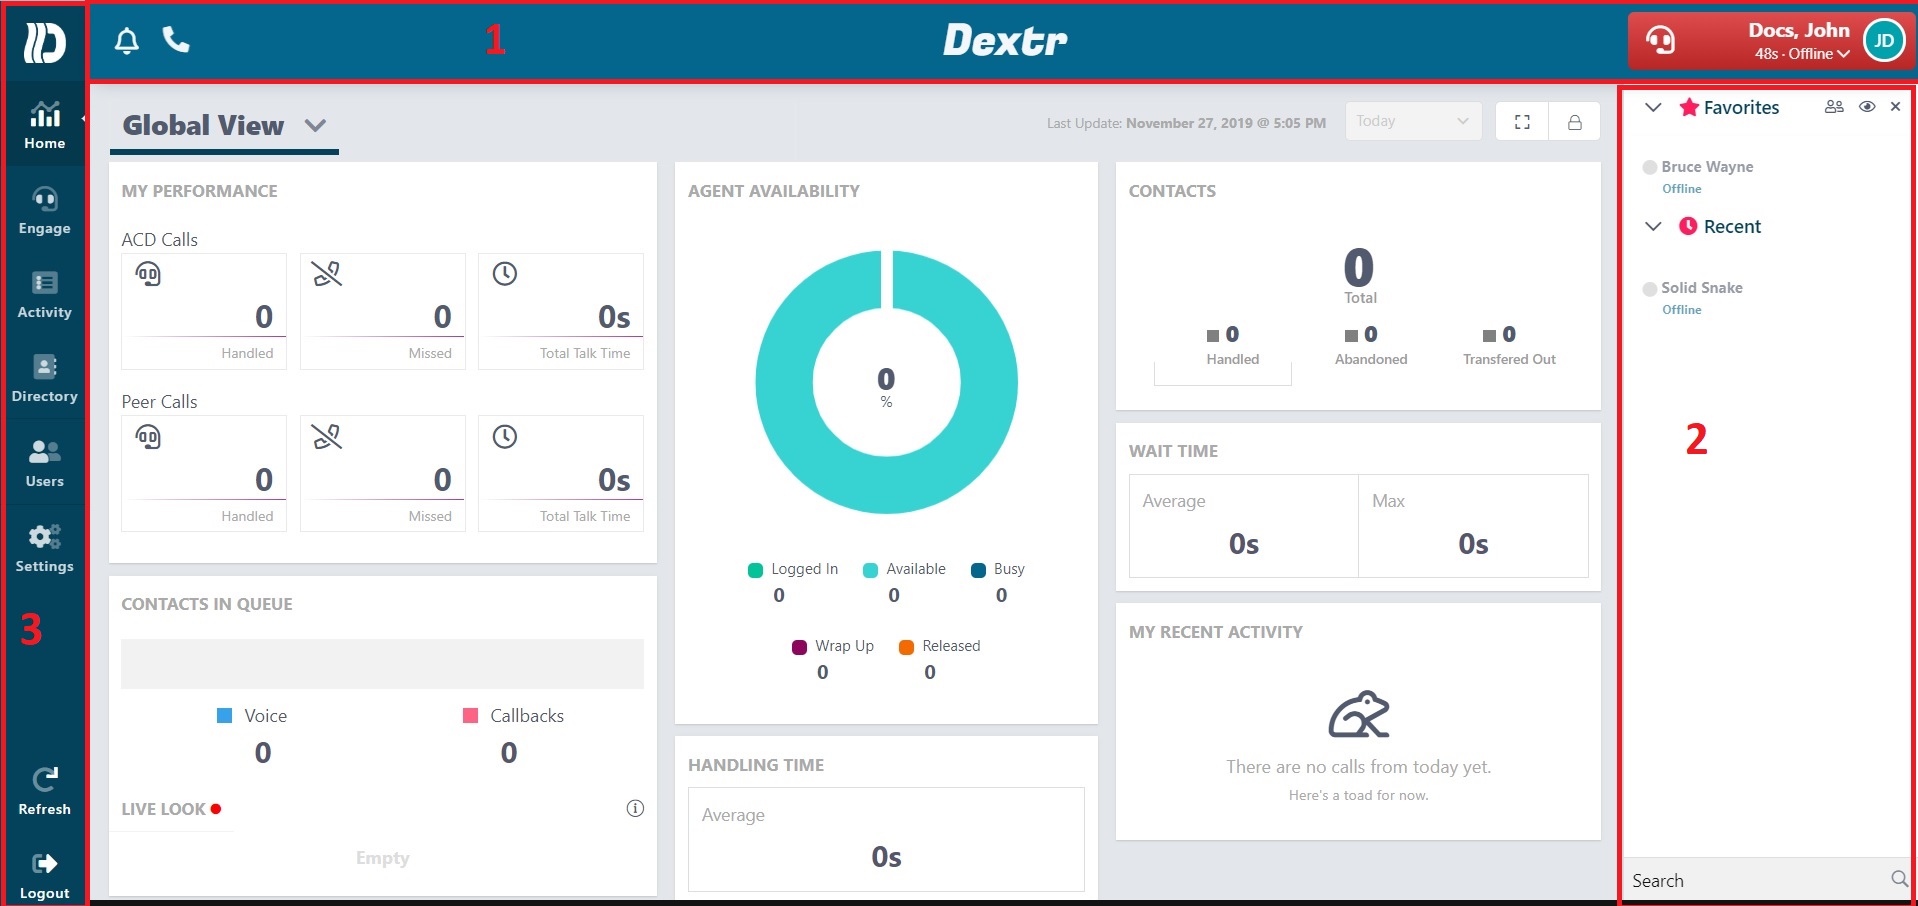 1
Dextr
Docs, John
48s · Offline
JD
Home
Engage
Activity
Directory
Users
Settings
3
Refresh
Logout
Global View
Last Update: November 27, 2019 @ 5:05 PM
Today
MY PERFORMANCE
ACD Calls
0
Handled
0
Missed
0s
Total Talk Time
Peer Calls
0
Handled
0
Missed
0s
Total Talk Time
CONTACTS IN QUEUE
Voice
0
Callbacks
0
LIVE LOOK
Empty
AGENT AVAILABILITY
0
%
Logged In
0
Available
0
Busy
0
Wrap Up
0
Released
0
HANDLING TIME
Average
0s
CONTACTS
0
Total
0
Handled
0
Abandoned
0
Transfered Out
WAIT TIME
Average
0s
Max
0s
MY RECENT ACTIVITY
There are no calls from today yet.
Here's a toad for now.
Favorites
Bruce Wayne
Offline
Recent
Solid Snake
Offline
2
Search